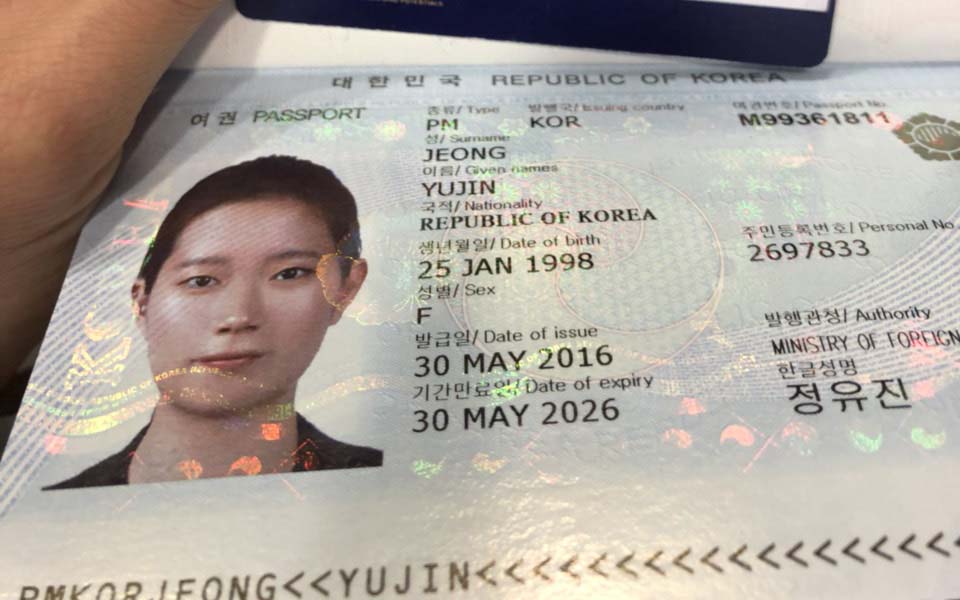 대한민국 REPUBLIC OF KOREA
여권 PASSPORT
종류/ Type 발행국/ Issuing country 여권번호/ Passport No.
PM KOR M99361811
성/ Surname
JEONG
이름/ Given names
YUJIN
국적/ Nationality
REPUBLIC OF KOREA
생년월일/ Date of birth 주민등록번호/ Personal No.
25 JAN 1998 2697833
성별/ Sex
F
발급일/ Date of issue 발행관청/ Authority
30 MAY 2016 MINISTRY OF FOREIGN
기간만료일/ Date of expiry 한글성명
30 MAY 2026 정유진
PMKORJEONG<<YUJIN<<<<<<<<<<<<<<<<<